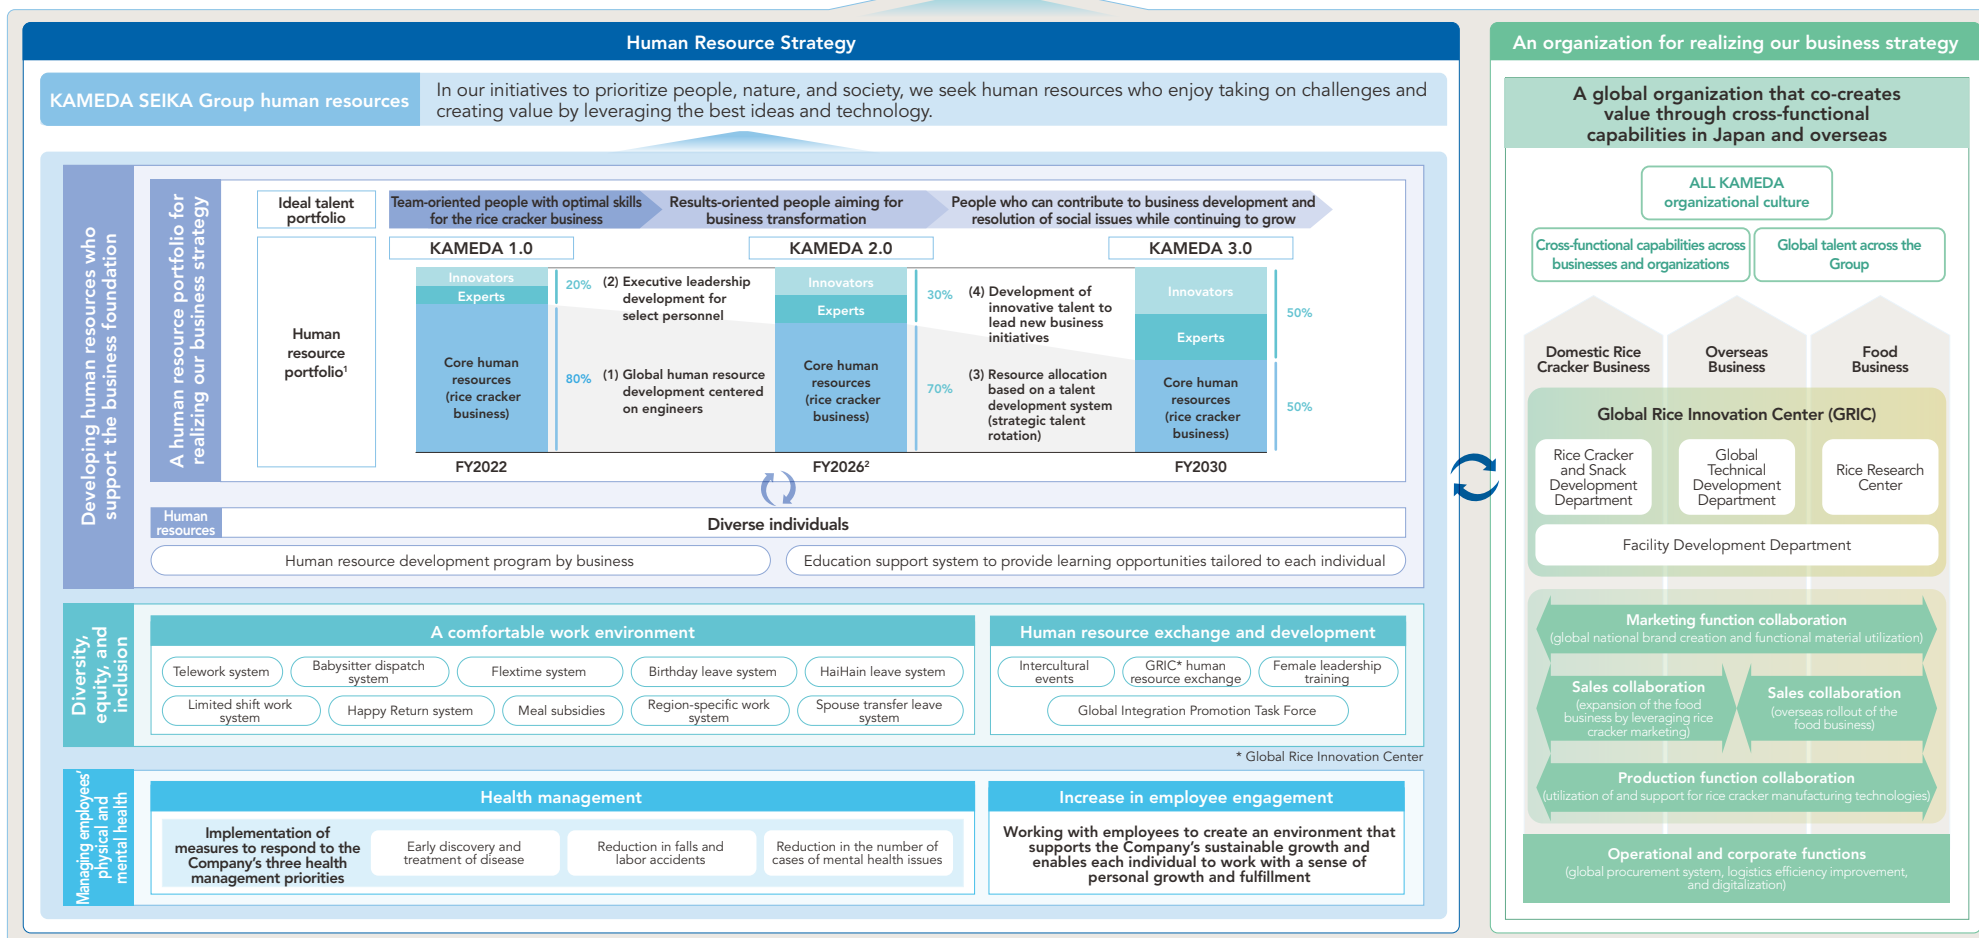 Human Resource Strategy
KAMEDA SEIKA Group human resources
In our initiatives to prioritize people, nature, and society, we seek human resources who enjoy taking on challenges and
creating value by leveraging the best ideas and technology.
Developing human resources who
support the business foundation
A human resource portfolio for
realizing our business strategy
Ideal talent
portfolio
Team-oriented people with optimal skills
for the rice cracker business
Results-oriented people aiming for
business transformation
People who can contribute to business development and
resolution of social issues while continuing to grow
Human
resource
portfolio1
KAMEDA 1.0
Innovators
Experts
Core human
resources
(rice cracker
business)
FY2022
20%
80%
(2) Executive leadership
development for
select personnel
(1) Global human resource
development centered
on engineers
KAMEDA 2.0
Innovators
Experts
Core human
resources
(rice cracker
business)
FY20262
30%
70%
(4) Development of
innovative talent to
lead new business
initiatives
(3) Resource allocation
based on a talent
development system
(strategic talent
rotation)
KAMEDA 3.0
Innovators
Experts
Core human
resources
(rice cracker
business)
FY2030
50%
50%
Human
resources
Diverse individuals
Human resource development program by business
Education support system to provide learning opportunities tailored to each individual
Diversity,
equity, and
inclusion
A comfortable work environment
Telework system
Babysitter dispatch
system
Flextime system
Birthday leave system
HaiHain leave system
Limited shift work
system
Happy Return system
Meal subsidies
Region-specific work
system
Spouse transfer leave
system
Human resource exchange and development
Intercultural
events
GRIC* human
resource exchange
Female leadership
training
Global Integration Promotion Task Force
* Global Rice Innovation Center
Managing employees'
physical and
mental health
Health management
Implementation of
measures to respond to the
Company's three health
management priorities
Early discovery and
treatment of disease
Reduction in falls and
labor accidents
Reduction in the number of
cases of mental health issues
Increase in employee engagement
Working with employees to create an environment that
supports the Company's sustainable growth and
enables each individual to work with a sense of
personal growth and fulfillment
An organization for realizing our business strategy
A global organization that co-creates
value through cross-functional
capabilities in Japan and overseas
ALL KAMEDA
organizational culture
Cross-functional capabilities across
businesses and organizations
Global talent across the
Group
Domestic Rice
Cracker Business
Overseas
Business
Food
Business
Global Rice Innovation Center (GRIC)
Rice Cracker
and Snack
Development
Department
Global
Technical
Development
Department
Rice Research
Center
Facility Development Department
Marketing function collaboration
(global national brand creation and functional material utilization)
Sales collaboration
(expansion of the food
business by leveraging rice
cracker marketing)
Sales collaboration
(overseas rollout of the
food business)
Production function collaboration
(utilization of and support for rice cracker manufacturing technologies)
Operational and corporate functions
(global procurement system, logistics efficiency improvement,
and digitalization)